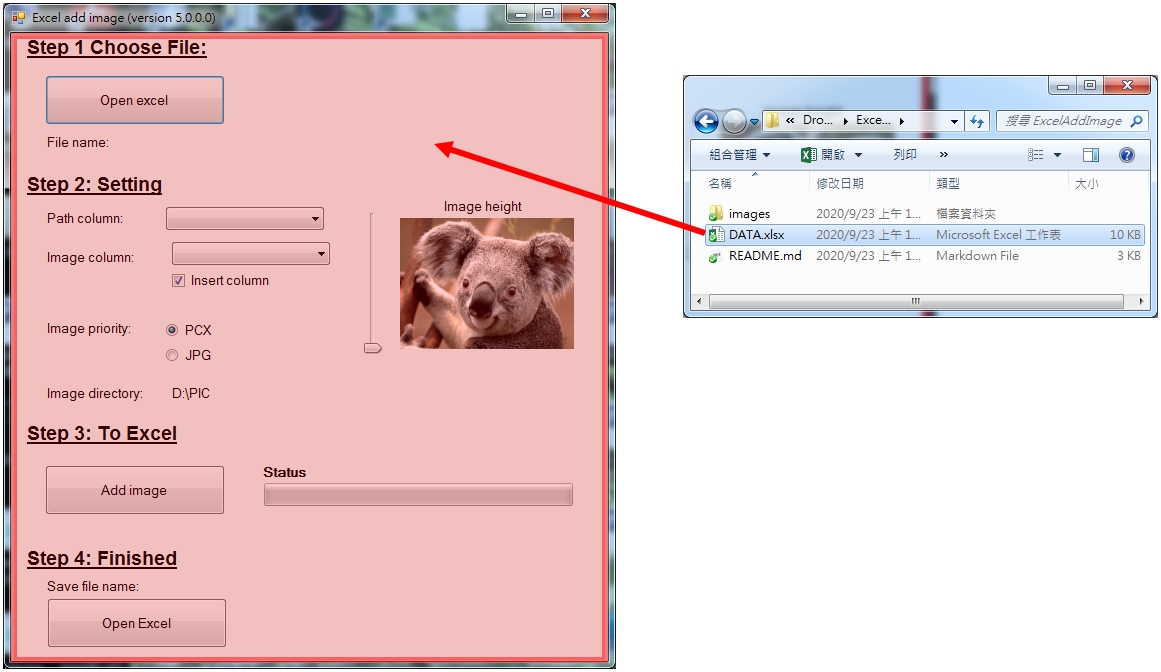 Excel add image (version 5.0.0.0)
Step 1 Choose File:
Open excel
File name:
Step 2: Setting
Path column:
Image column:
Insert column
Image height
Image priority:
PCX
JPG
Image directory: D:\PIC
Step 3: To Excel
Add image
Status
Step 4: Finished
Save file name:
Open Excel
« Dro... Exce...
搜尋 ExcelAddImage
組合管理 開啟 列印 »
名稱 修改日期 類型 大小
images 2020/9/23 上午 1... 檔案資料夾
DATA.xlsx 2020/9/23 上午 1... Microsoft Excel 工作表 10 KB
README.md 2020/9/23 上午 1... Markdown File 3 KB